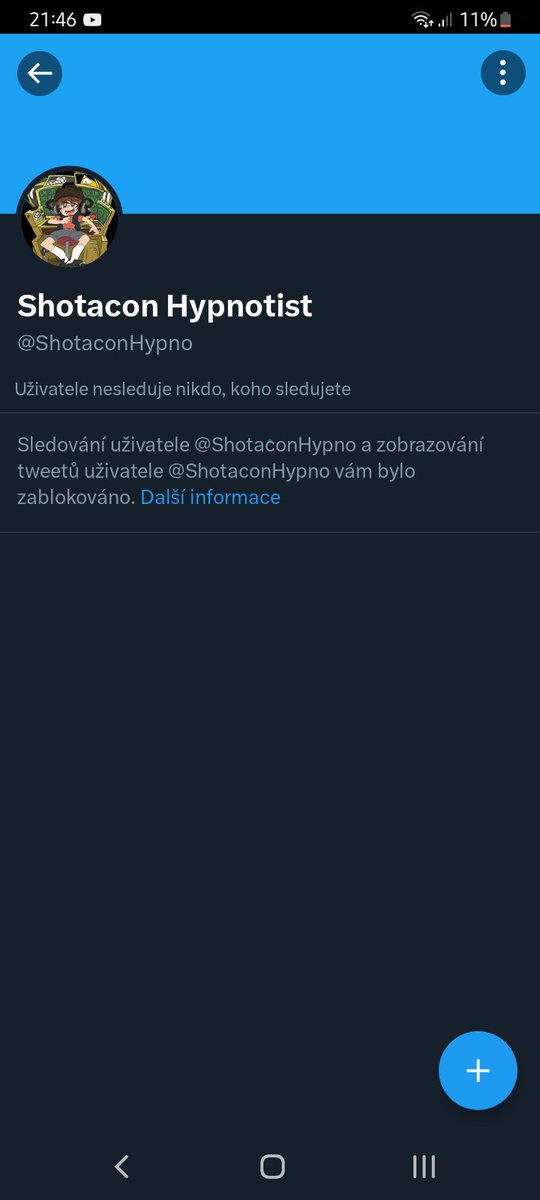 21:46
11%
Shotacon Hypnotist
@ShotaconHypno
Uživatele nesleduje nikdo, koho sledujete
Sledování uživatele @ShotaconHypno a zobrazování
tweetů uživatele @ShotaconHypno vám bylo
zablokováno. Další informace